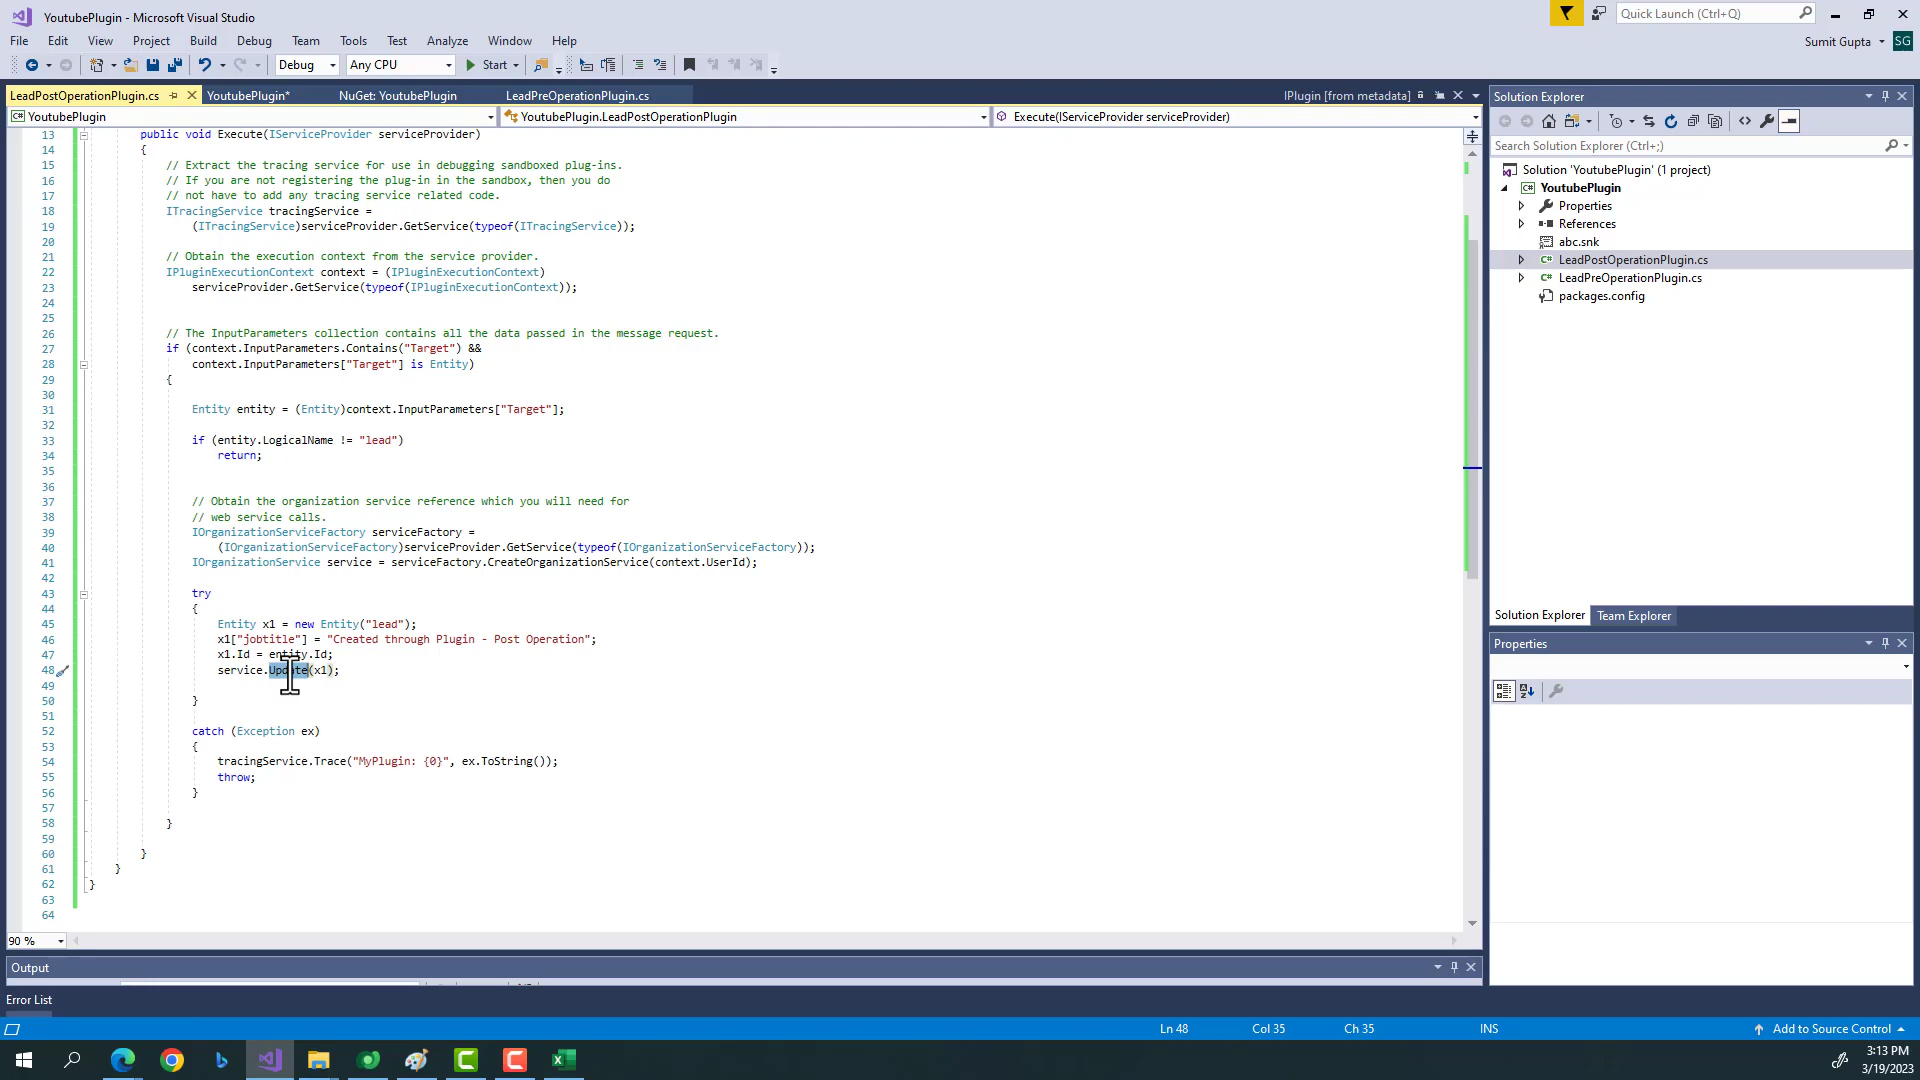 YoutubePlugin - Microsoft Visual Studio
Quick Launch (Ctrl+Q)
File Edit View Project Build Debug Team Tools Test Analyze Window Help
Sumit Gupta SG
Debug Any CPU Start
LeadPostOperationPlugin.cs YoutubePlugin* NuGet: YoutubePlugin LeadPreOperationPlugin.cs IPlugin [from metadata]
YoutubePlugin YoutubePlugin.LeadPostOperationPlugin Execute(IServiceProvider serviceProvider)
13 public void Execute(IServiceProvider serviceProvider)
14 {
15 // Extract the tracing service for use in debugging sandboxed plug-ins.
16 // If you are not registering the plug-in in the sandbox, then you do
17 // not have to add any tracing service related code.
18 ITracingService tracingService =
19 (ITracingService)serviceProvider.GetService(typeof(ITracingService));
20
21 // Obtain the execution context from the service provider.
22 IPluginExecutionContext context = (IPluginExecutionContext)
23 serviceProvider.GetService(typeof(IPluginExecutionContext));
24
25
26 // The InputParameters collection contains all the data passed in the message request.
27 if (context.InputParameters.Contains("Target") &&
28 context.InputParameters["Target"] is Entity)
29 {
30
31 Entity entity = (Entity)context.InputParameters["Target"];
32
33 if (entity.LogicalName != "lead")
34 return;
35
36
37 // Obtain the organization service reference which you will need for
38 // web service calls.
39 IOrganizationServiceFactory serviceFactory =
40 (IOrganizationServiceFactory)serviceProvider.GetService(typeof(IOrganizationServiceFactory));
41 IOrganizationService service = serviceFactory.CreateOrganizationService(context.UserId);
42
43 try
44 {
45 Entity x1 = new Entity("lead");
46 x1["jobtitle"] = "Created through Plugin - Post Operation";
47 x1.Id = entity.Id;
48 service.Update(x1);
49
50 }
51
52 catch (Exception ex)
53 {
54 tracingService.Trace("MyPlugin: {0}", ex.ToString());
55 throw;
56 }
57
58 }
59
60 }
61 }
62 }
63
64
90 %
Output
Error List
Solution Explorer
Search Solution Explorer (Ctrl+;)
Solution 'YoutubePlugin' (1 project)
YoutubePlugin
Properties
References
abc.snk
LeadPostOperationPlugin.cs
LeadPreOperationPlugin.cs
packages.config
Solution Explorer Team Explorer
Properties
Ln 48 Col 35 Ch 35 INS Add to Source Control
3:13 PM
3/19/2023